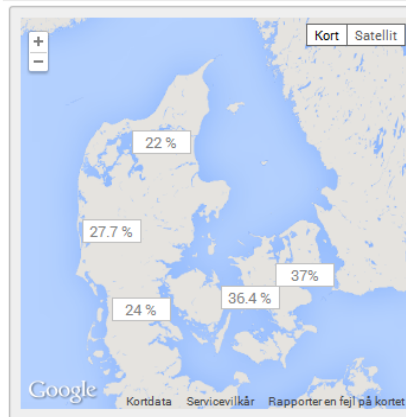 +
Kort Satellit
−
22 %
27.7 %
37%
36.4 %
24 %
Google
Kortdata Servicevilkår Rapporter en fejl på kortet